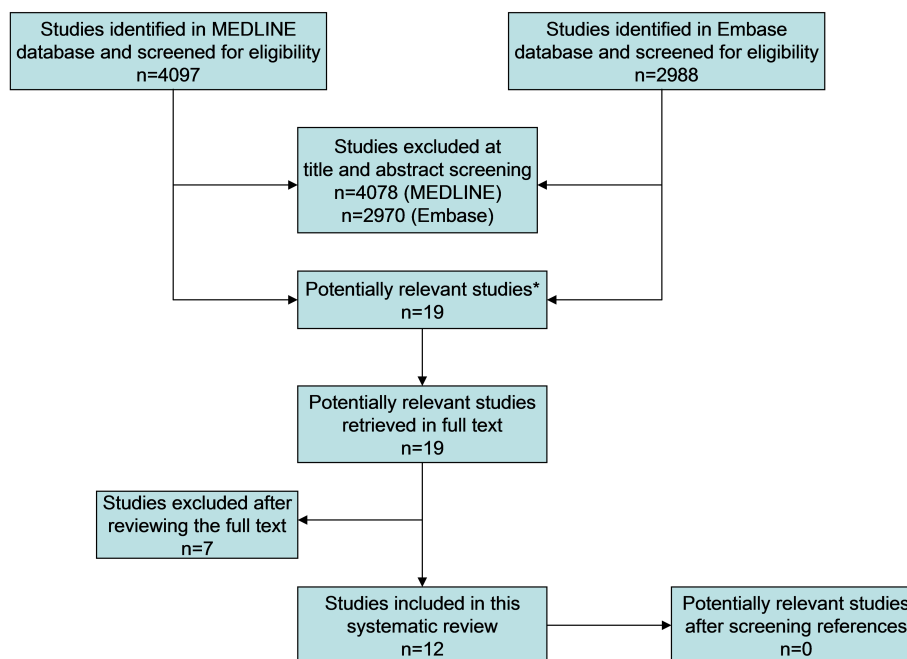 Studies identified in MEDLINE
database and screened for eligibility
n=4097
Studies identified in Embase
database and screened for eligibility
n=2988
Studies excluded at
title and abstract screening
n=4078 (MEDLINE)
n=2970 (Embase)
Potentially relevant studies*
n=19
Potentially relevant studies
retrieved in full text
n=19
Studies excluded after
reviewing the full text
n=7
Studies included in this
systematic review
n=12
Potentially relevant studies
after screening references
n=0